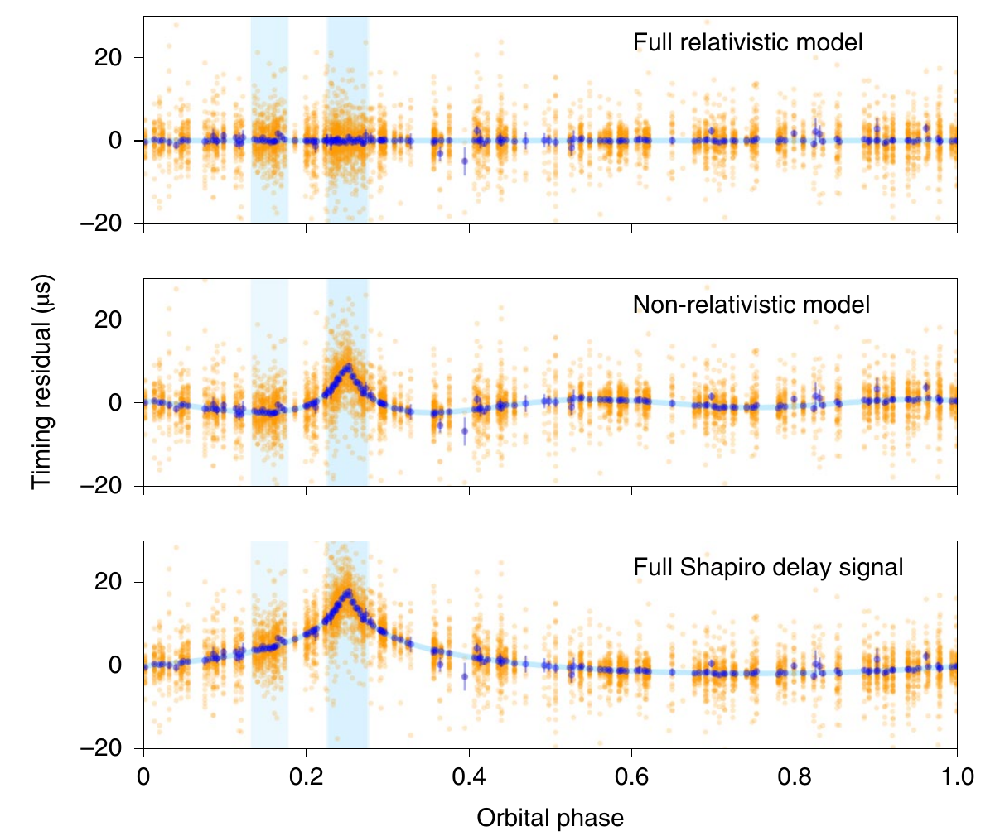 Full relativistic model
20
0
–20
Non-relativistic model
20
0
–20
Timing residual (μs)
Full Shapiro delay signal
20
0
–20
0 0.2 0.4 0.6 0.8 1.0
Orbital phase